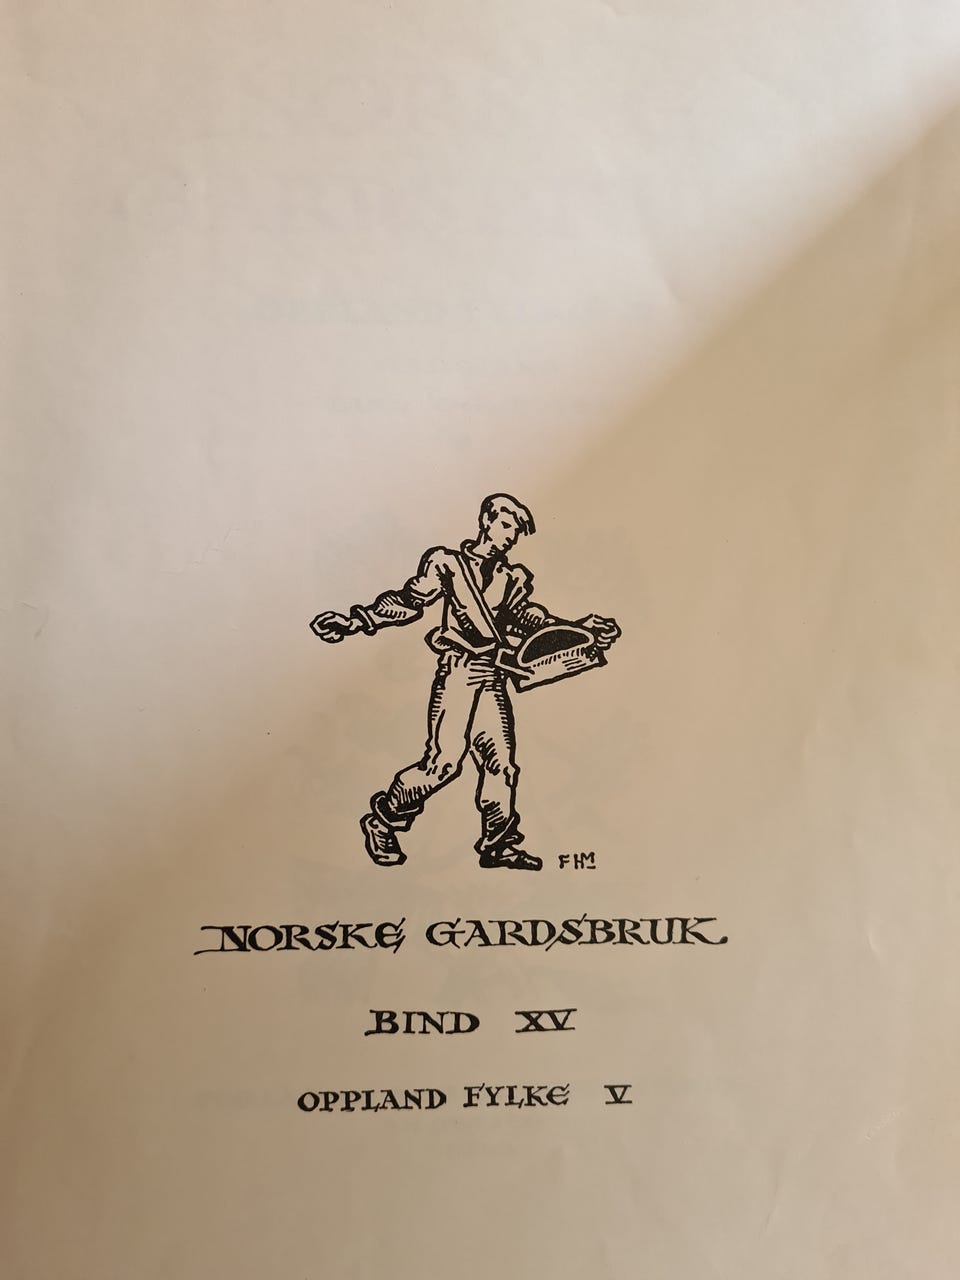 FHM
NORSKE GARDSBRUK
BIND XV
OPPLAND FYLKE V